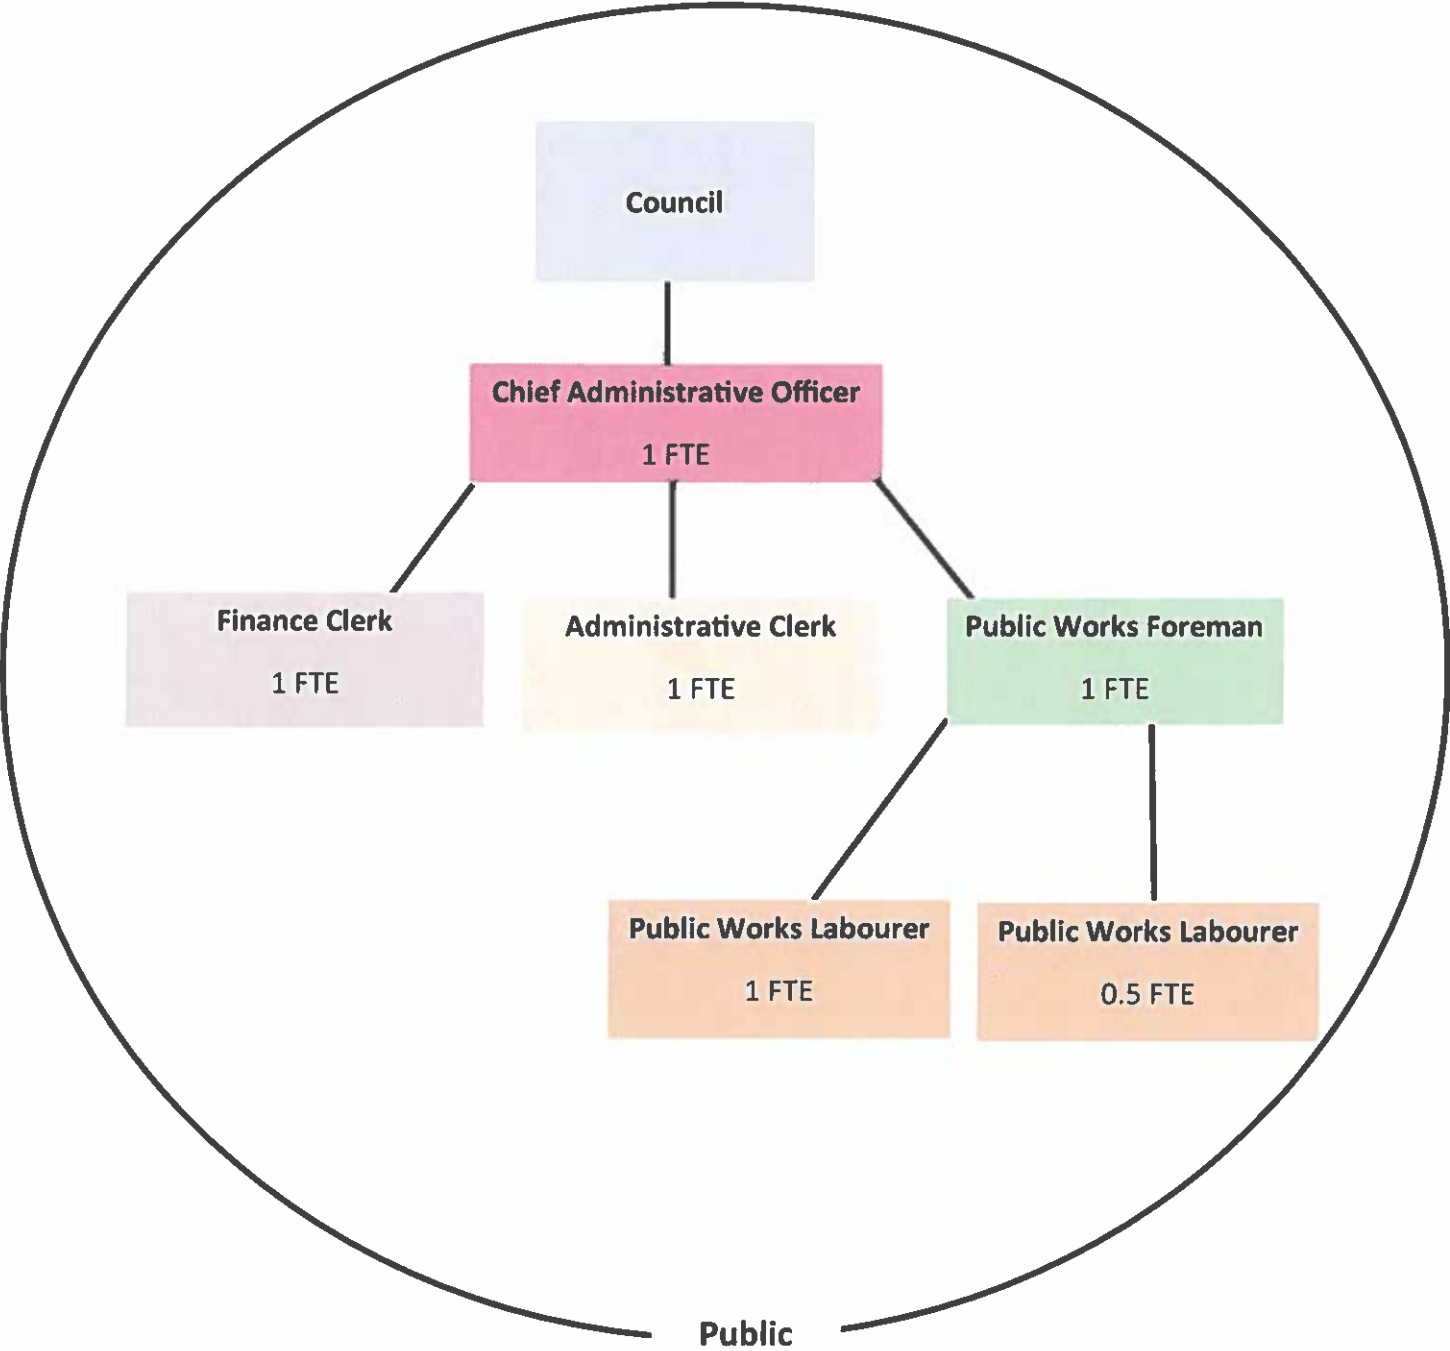 Council
Chief Administrative Officer
1 FTE
Finance Clerk
1 FTE
Administrative Clerk
1 FTE
Public Works Foreman
1 FTE
Public Works Labourer
1 FTE
Public Works Labourer
0.5 FTE
Public